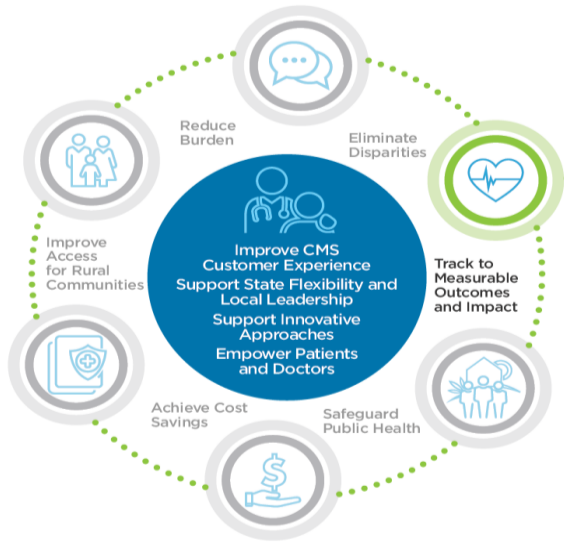 Reduce
Burden
Eliminate
Disparities
Improve CMS
Customer Experience
Support State Flexibility and
Local Leadership
Support Innovative
Approaches
Empower Patients
and Doctors
Improve
Access
for Rural
Communities
Track to
Measurable
Outcomes
and Impact
Achieve Cost
Savings
Safeguard
Public Health
$